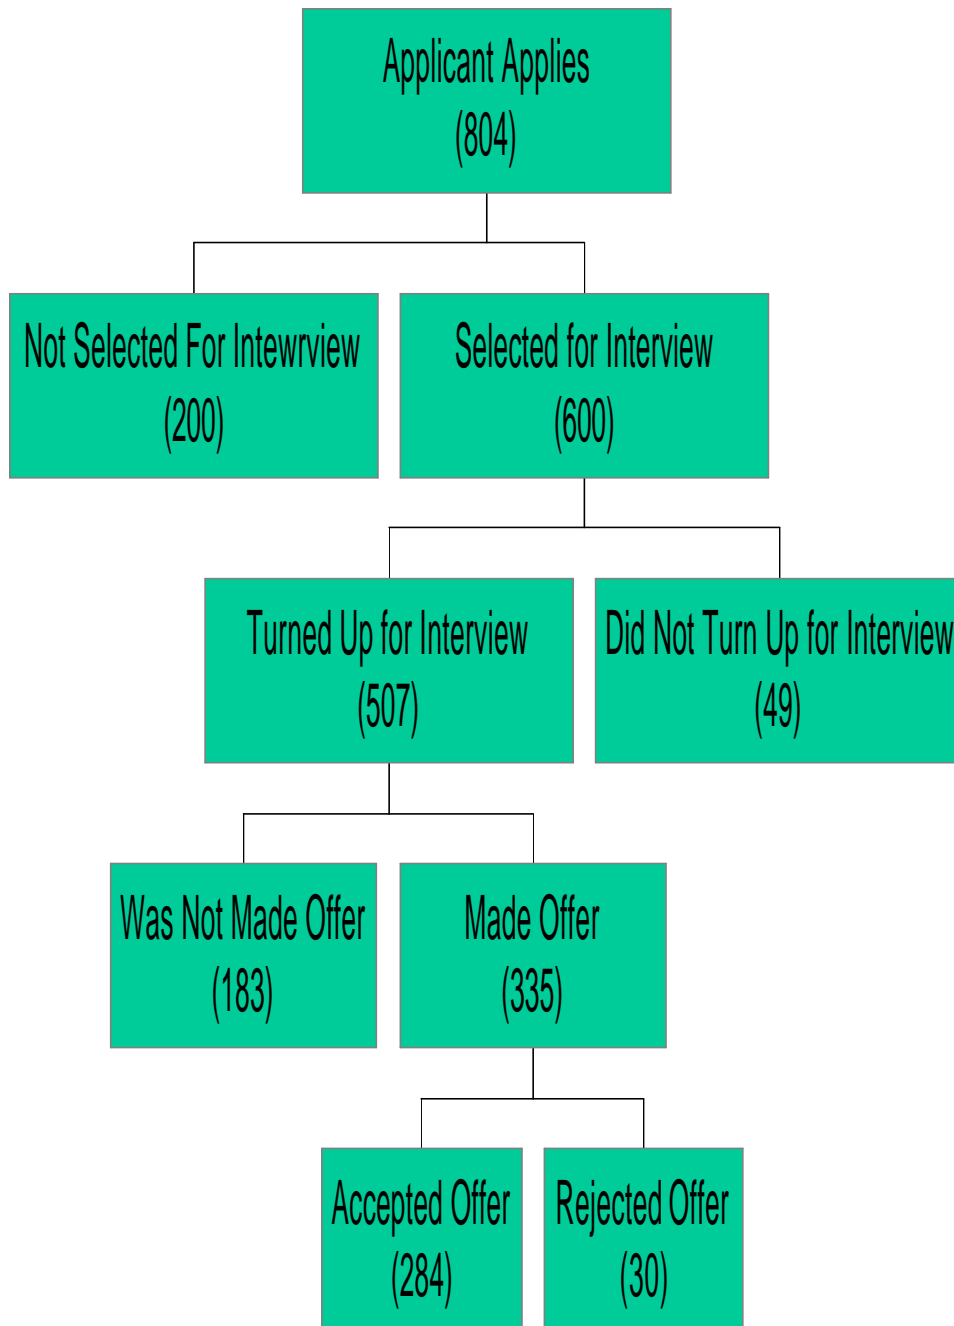 Applicant Applies
(804)
Not Selected For Intewrview
(200)
Selected for Interview
(600)
Turned Up for Interview
(507)
Did Not Turn Up for Interview
(49)
Was Not Made Offer
(183)
Made Offer
(335)
Accepted Offer
(284)
Rejected Offer
(30)